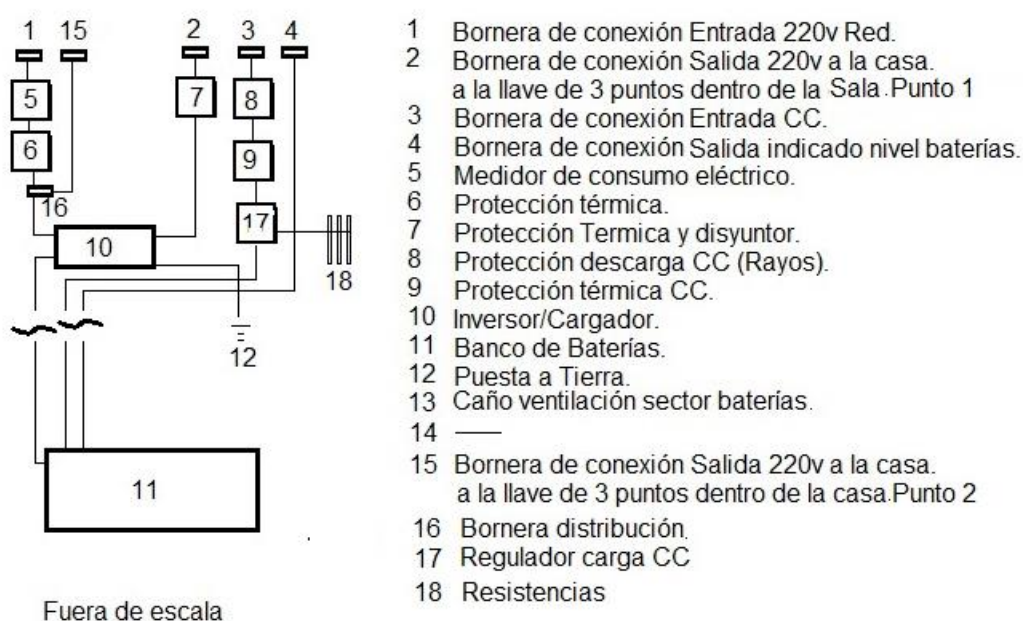 1 15 2 3 4
5 7 8
6 9
16 17
10 18
12
11
Fuera de escala
1 Bornera de conexión Entrada 220v Red.
2 Bornera de conexión Salida 220v a la casa.
a la llave de 3 puntos dentro de la Sala.Punto 1
3 Bornera de conexión Entrada CC.
4 Bornera de conexión Salida indicado nivel baterías.
5 Medidor de consumo eléctrico.
6 Protección térmica.
7 Protección Termica y disyuntor.
8 Protección descarga CC (Rayos).
9 Protección térmica CC.
10 Inversor/Cargador.
11 Banco de Baterías.
12 Puesta a Tierra.
13 Caño ventilación sector baterías.
14 ——
15 Bornera de conexión Salida 220v a la casa.
a la llave de 3 puntos dentro de la casa.Punto 2
16 Bornera distribución.
17 Regulador carga CC
18 Resistencias